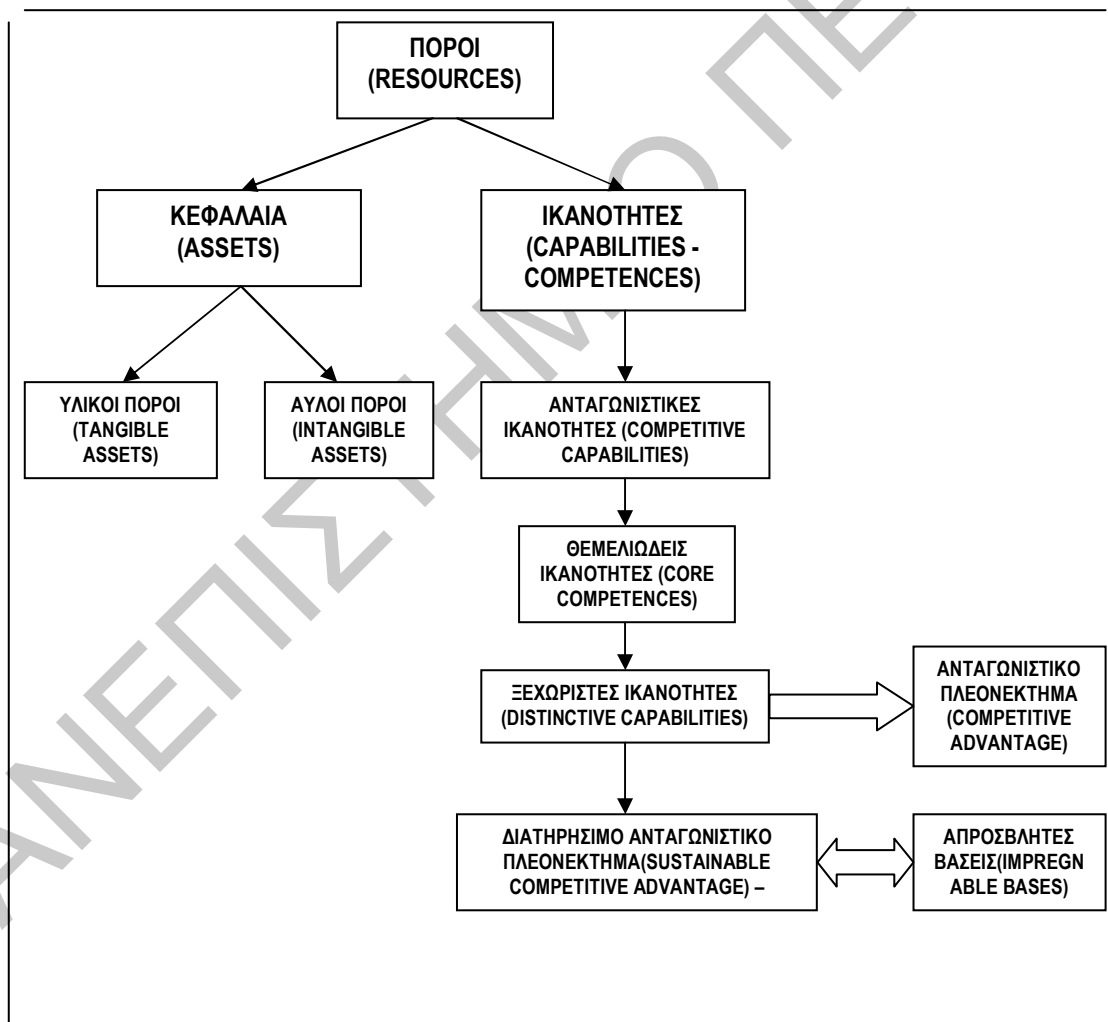 ΠΟΡΟΙ
(RESOURCES)
ΚΕΦΑΛΑΙΑ
(ASSETS)
ΙΚΑΝΟΤΗΤΕΣ
(CAPABILITIES -
COMPETENCES)
ΥΛΙΚΟΙ ΠΟΡΟΙ
(TANGIBLE
ASSETS)
ΑΥΛΟΙ ΠΟΡΟΙ
(INTANGIBLE
ASSETS)
ΑΝΤΑΓΩΝΙΣΤΙΚΕΣ
ΙΚΑΝΟΤΗΤΕΣ (COMPETITIVE
CAPABILITIES)
ΘΕΜΕΛΙΩΔΕΙΣ
ΙΚΑΝΟΤΗΤΕΣ (CORE
COMPETENCES)
ΞΕΧΩΡΙΣΤΕΣ ΙΚΑΝΟΤΗΤΕΣ
(DISTINCTIVE CAPABILITIES)
ΑΝΤΑΓΩΝΙΣΤΙΚΟ
ΠΛΕΟΝΕΚΤΗΜΑ
(COMPETITIVE
ADVANTAGE)
ΔΙΑΤΗΡΗΣΙΜΟ ΑΝΤΑΓΩΝΙΣΤΙΚΟ
ΠΛΕΟΝΕΚΤΗΜΑ(SUSTAINABLE
COMPETITIVE ADVANTAGE) –
ΑΠΡΟΣΒΛΗΤΕΣ
ΒΑΣΕΙΣ(IMPREGN
ABLE BASES)
ΑΝΕΠΙΣΤΗΜΟ ΠΕ